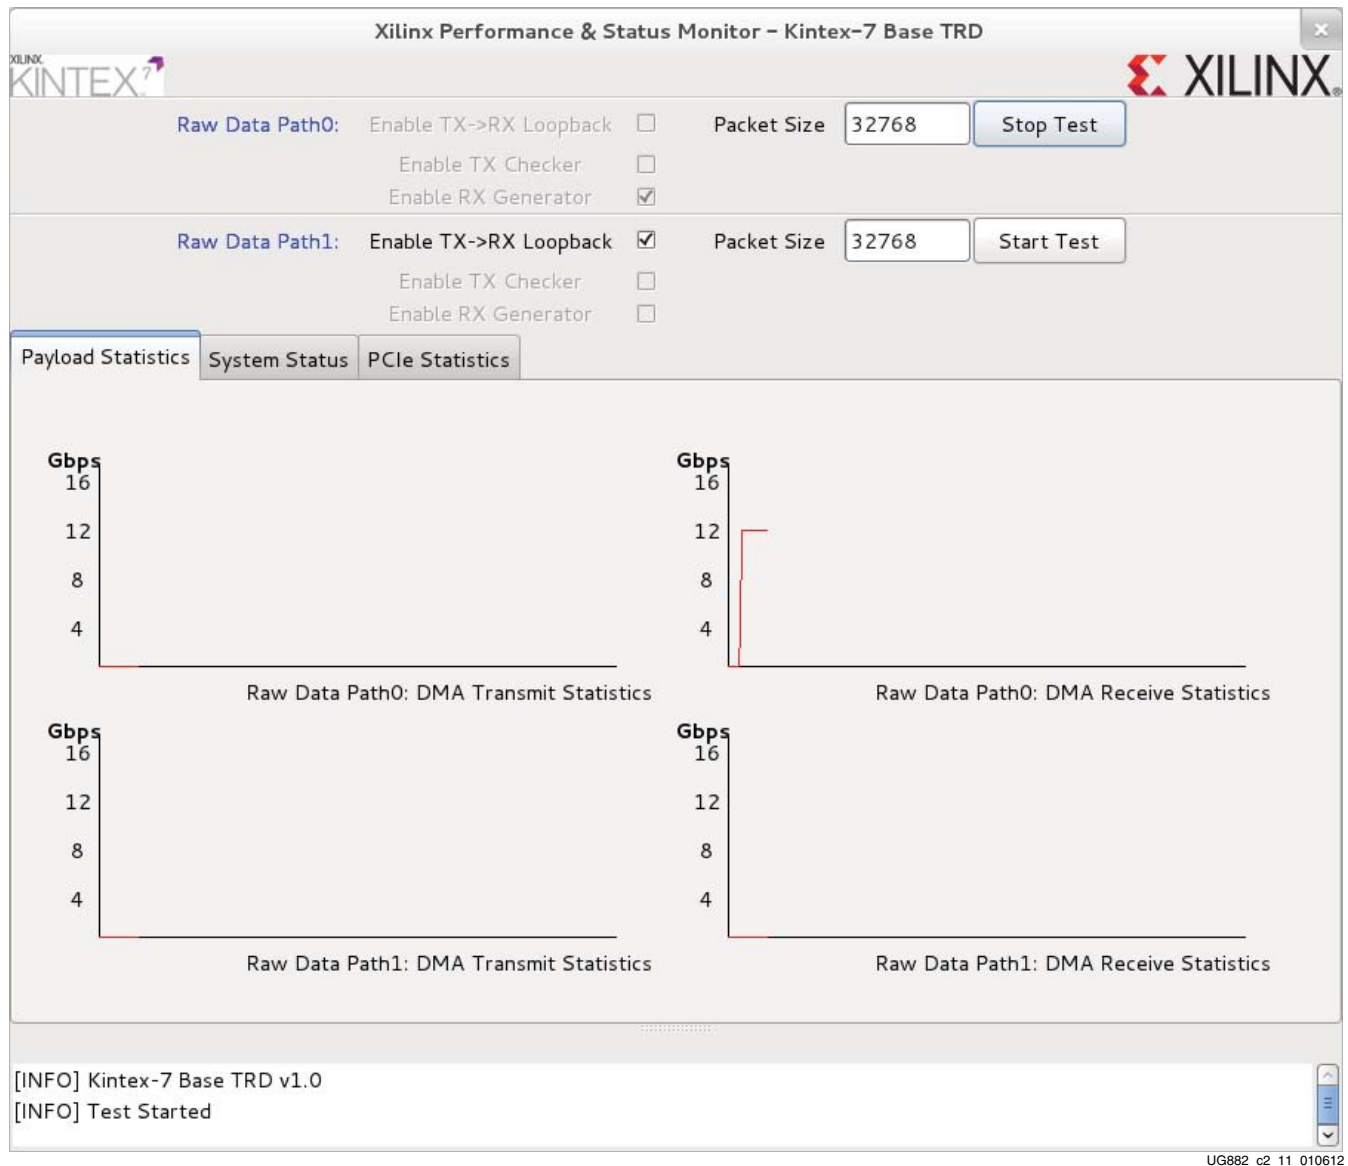 Xilinx Performance & Status Monitor - Kintex-7 Base TRD
XILINX
KINTEX 7
XILINX
Raw Data Path0: Enable TX->RX Loopback Packet Size 32768 Stop Test
Enable TX Checker
Enable RX Generator
Raw Data Path1: Enable TX->RX Loopback Packet Size 32768 Start Test
Enable TX Checker
Enable RX Generator
Payload Statistics System Status PCIe Statistics
Gbps
16
12
8
4
Raw Data Path0: DMA Transmit Statistics
Gbps
16
12
8
4
Raw Data Path0: DMA Receive Statistics
Gbps
16
12
8
4
Raw Data Path1: DMA Transmit Statistics
Gbps
16
12
8
4
Raw Data Path1: DMA Receive Statistics
[INFO] Kintex-7 Base TRD v1.0
[INFO] Test Started
UG882_c2_11_010612